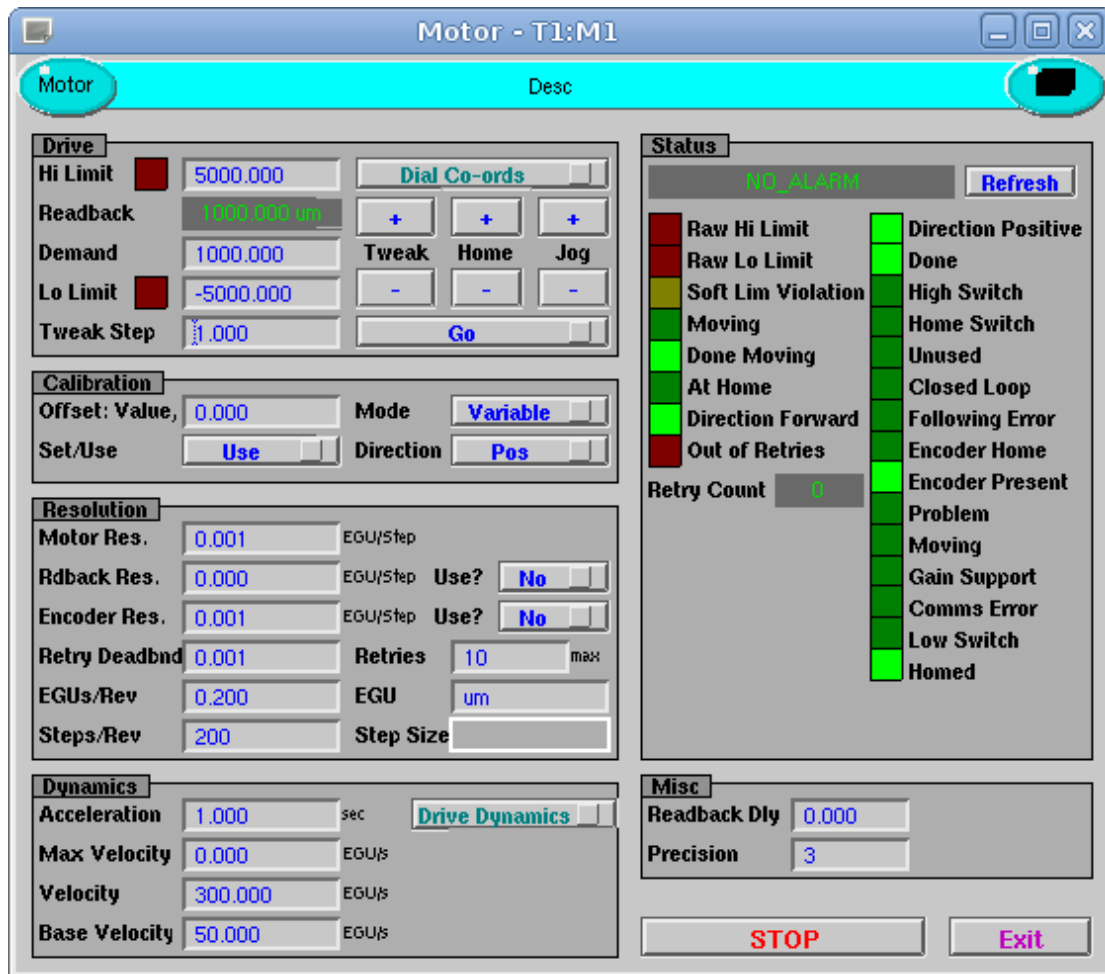 Motor - T1:M1
Motor
Desc
Drive
Hi Limit 5000.000 Dial Co-ords
Readback 1000.000 um + + +
Demand 1000.000 Tweak Home Jog
Lo Limit -5000.000 - - -
Tweak Step 1.000 Go
Calibration
Offset: Value, 0.000 Mode Variable
Set/Use Use Direction Pos
Resolution
Motor Res. 0.001 EGU/Step
Rdback Res. 0.000 EGU/Step Use? No
Encoder Res. 0.001 EGU/Step Use? No
Retry Deadbnd 0.001 Retries 10 max
EGUs/Rev 0.200 EGU um
Steps/Rev 200 Step Size
Dynamics
Acceleration 1.000 sec Drive Dynamics
Max Velocity 0.000 EGU/s
Velocity 300.000 EGU/s
Base Velocity 50.000 EGU/s
Status
NO_ALARM Refresh
Raw Hi Limit
Raw Lo Limit
Soft Lim Violation
Moving
Done Moving
At Home
Direction Forward
Out of Retries
Retry Count 0
Direction Positive
Done
High Switch
Home Switch
Unused
Closed Loop
Following Error
Encoder Home
Encoder Present
Problem
Moving
Gain Support
Comms Error
Low Switch
Homed
Misc
Readback Dly 0.000
Precision 3
STOP Exit